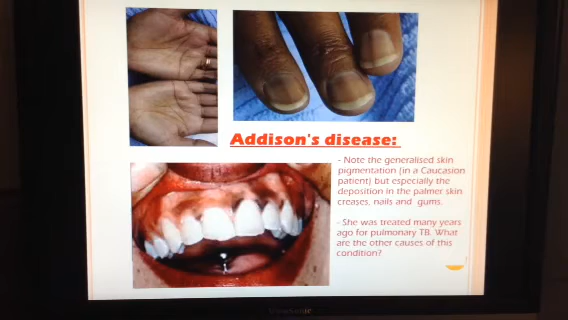 Addison's disease:
- Note the generalised skin
pigmentation (in a Caucasion
patient) but especially the
deposition in the palmer skin
creases, nails and gums.
- She was treated many years
ago for pulmonary TB. What
are the other causes of this
condition?